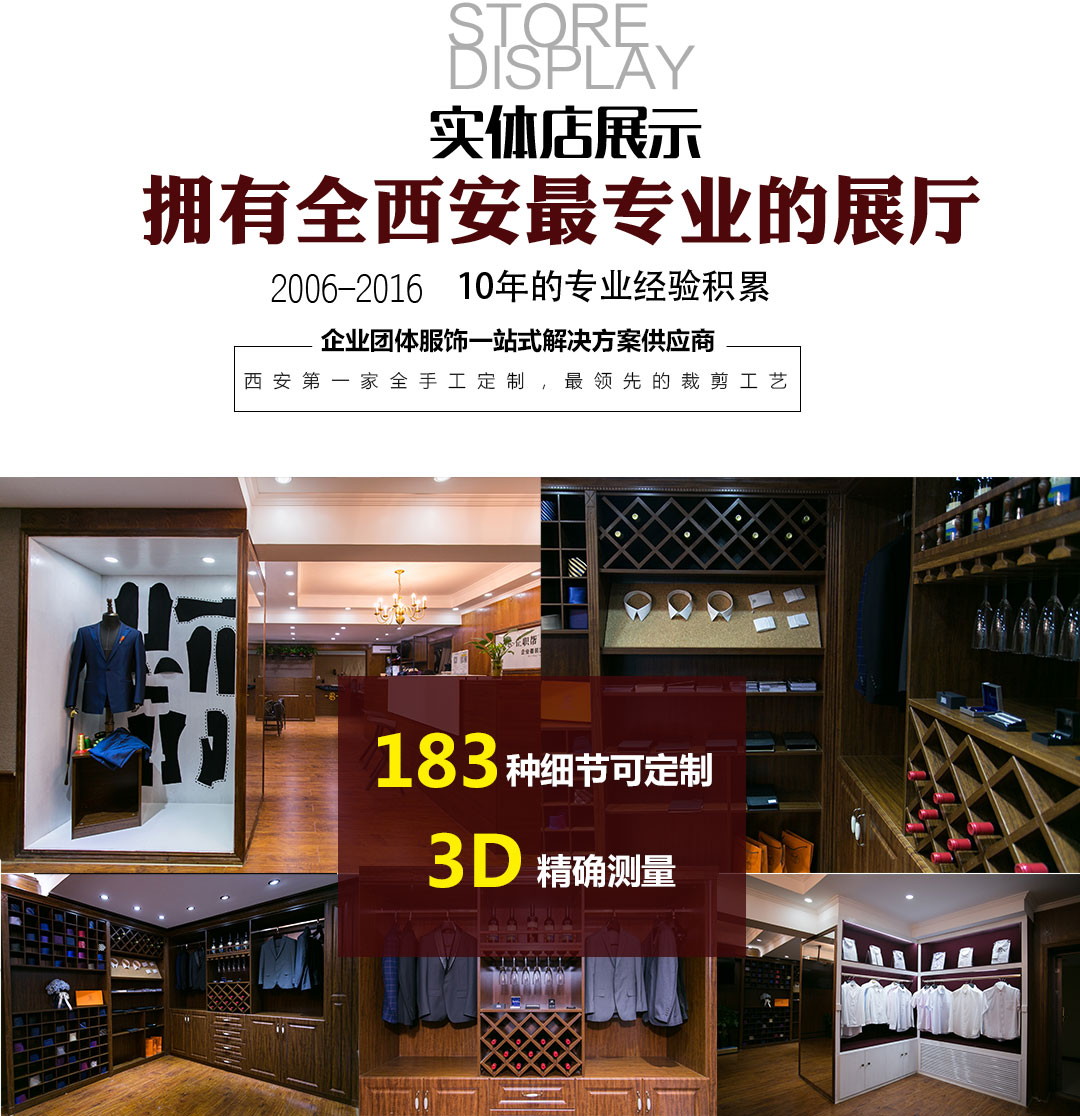 STORE
DISPLAY
实体店展示
拥有全西安最专业的展厅
2006-2016 10年的专业经验积累
企业团体服饰一站式解决方案供应商
西安第一家全手工定制，最领先的裁剪工艺
183种细节可定制
3D 精确测量